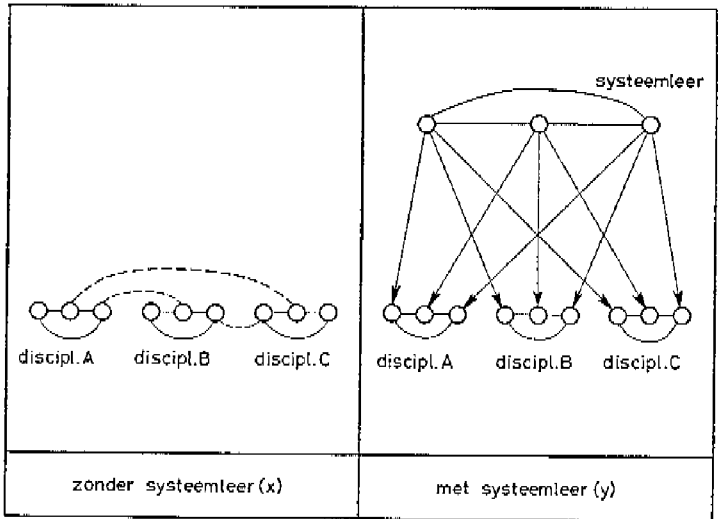 systeemleer
discipl.A discipl.B discipl.C
discipl.A discipl.B discipl.C
zonder systeemleer (x)
met systeemleer (y)